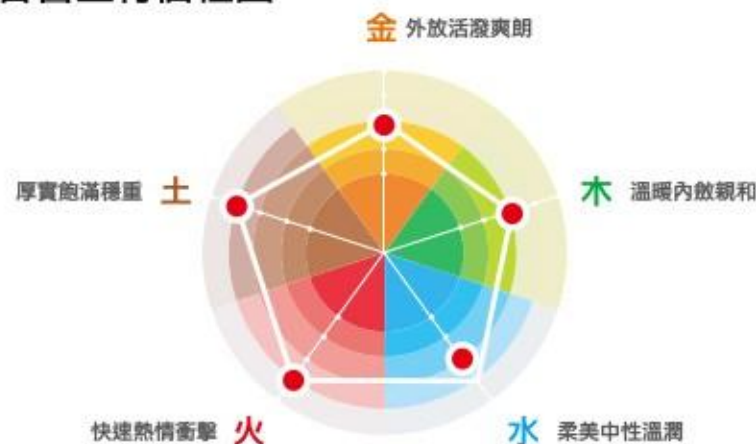 金 外放活潑爽朗
厚實飽滿穩重 土
木 溫暖內斂親和
快速熱情衝擊 火
水 柔美中性溫潤